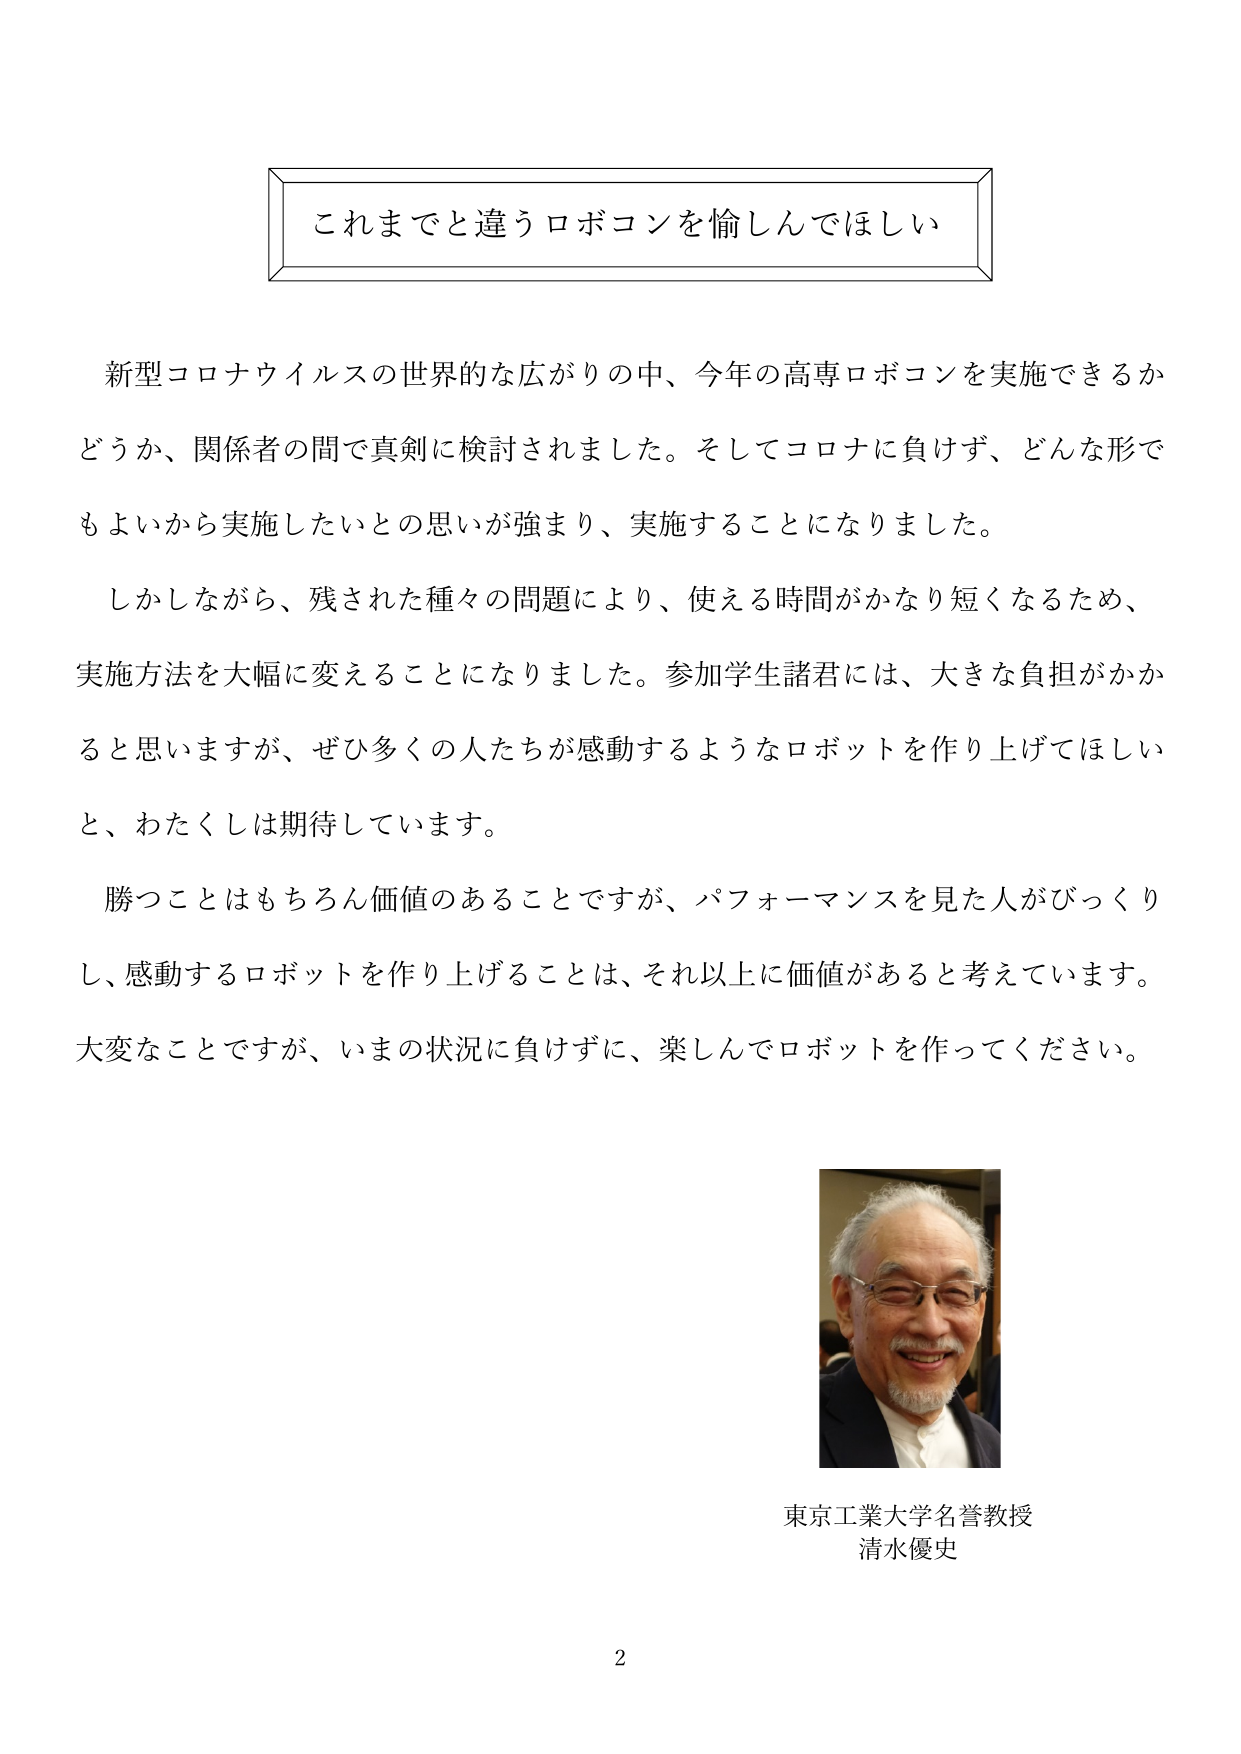 これまでと違うロボコンを愉しんでほしい
新型コロナウイルスの世界的な広がりの中、今年の高専ロボコンを実施できるか
どうか、関係者の間で真剣に検討されました。そしてコロナに負けず、どんな形で
もよいから実施したいとの思いが強まり、実施することになりました。
しかしながら、残された種々の問題により、使える時間がかなり短くなるため、
実施方法を大幅に変えることになりました。参加学生諸君には、大きな負担がかか
ると思いますが、ぜひ多くの人たちが感動するようなロボットを作り上げてほしい
と、わたくしは期待しています。
勝つことはもちろん価値のあることですが、パフォーマンスを見た人がびっくり
し、感動するロボットを作り上げることは、それ以上に価値があると考えています。
大変なことですが、いまの状況に負けずに、楽しんでロボットを作ってください。
東京工業大学名誉教授
清水優史
2